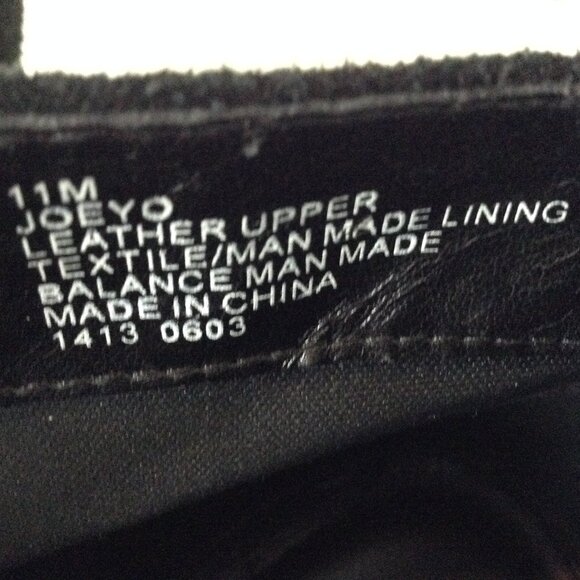 11M
JOEYO
LEATHER UPPER
TEXTILE/MAN MADE LINING
BALANCE MAN MADE
MADE IN CHINA
1413 0603